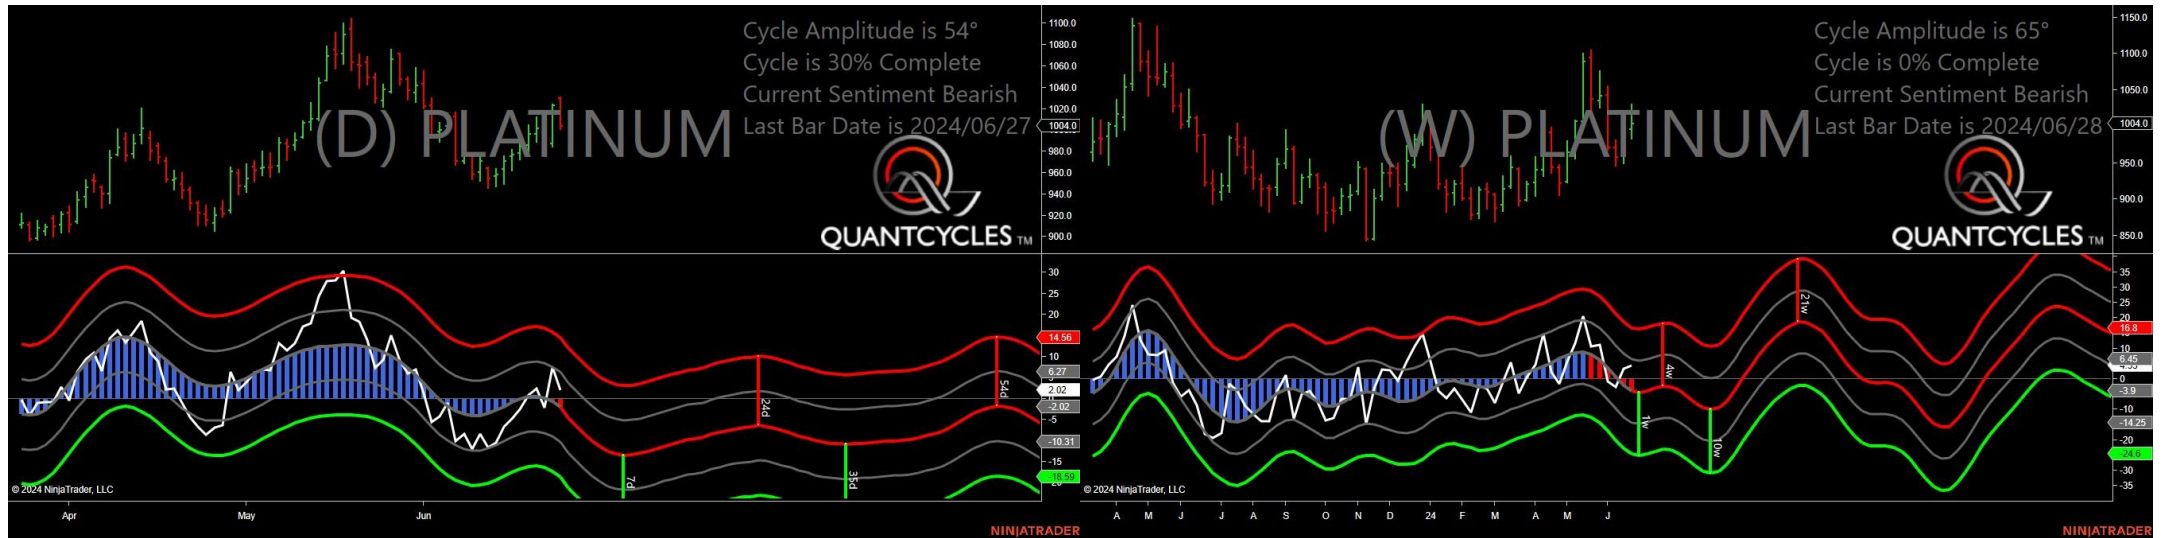 Cycle Amplitude is 54°
Cycle is 30% Complete
Current Sentiment Bearish
Last Bar Date is 2024/06/27
(D) PLATINUM
QUANTCYCLES TM
1100.0
1080.0
1060.0
1040.0
1020.0
1004.0
980.0
960.0
940.0
920.0
900.0
30
25
20
14.56
10
6.27
2.02
-2.02
-5
-10.31
-15
-18.59
7d
24d
35d
54d
© 2024 NinjaTrader, LLC
Apr May Jun
NINJATRADER
Cycle Amplitude is 65°
Cycle is 0% Complete
Current Sentiment Bearish
Last Bar Date is 2024/06/28
(W) PLATINUM
QUANTCYCLES TM
1150.0
1100.0
1050.0
1004.0
950.0
900.0
850.0
35
30
25
20
16.8
6.45
0
-3.9
-10
-14.25
-20
-24.6
-30
-35
1w
4w
10w
21w
© 2024 NinjaTrader, LLC
A M J J A S O N D 24 F M A M J
NINJATRADER